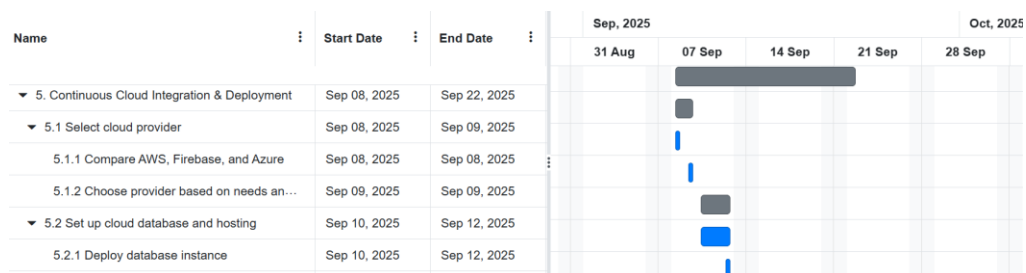 Name Start Date End Date
Sep, 2025 Oct, 2025
31 Aug 07 Sep 14 Sep 21 Sep 28 Sep
5. Continuous Cloud Integration & Deployment Sep 08, 2025 Sep 22, 2025
5.1 Select cloud provider Sep 08, 2025 Sep 09, 2025
5.1.1 Compare AWS, Firebase, and Azure Sep 08, 2025 Sep 08, 2025
5.1.2 Choose provider based on needs an... Sep 09, 2025 Sep 09, 2025
5.2 Set up cloud database and hosting Sep 10, 2025 Sep 12, 2025
5.2.1 Deploy database instance Sep 10, 2025 Sep 12, 2025